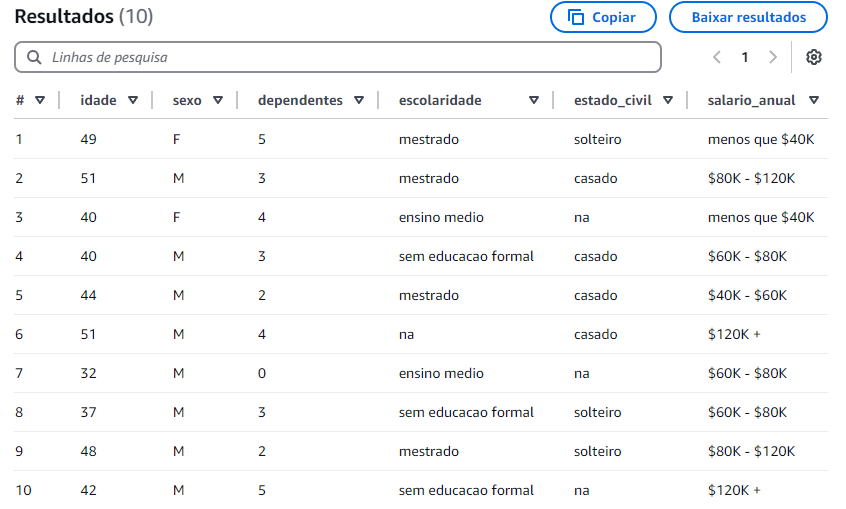 Resultados (10) Copiar Baixar resultados
Linhas de pesquisa 1
# idade sexo dependentes escolaridade estado_civil salario_anual
1 49 F 5 mestrado solteiro menos que $40K
2 51 M 3 mestrado casado $80K - $120K
3 40 F 4 ensino medio na menos que $40K
4 40 M 3 sem educacao formal casado $60K - $80K
5 44 M 2 mestrado casado $40K - $60K
6 51 M 4 na casado $120K +
7 32 M 0 ensino medio na $60K - $80K
8 37 M 3 sem educacao formal solteiro $60K - $80K
9 48 M 2 mestrado solteiro $80K - $120K
10 42 M 5 sem educacao formal na $120K +